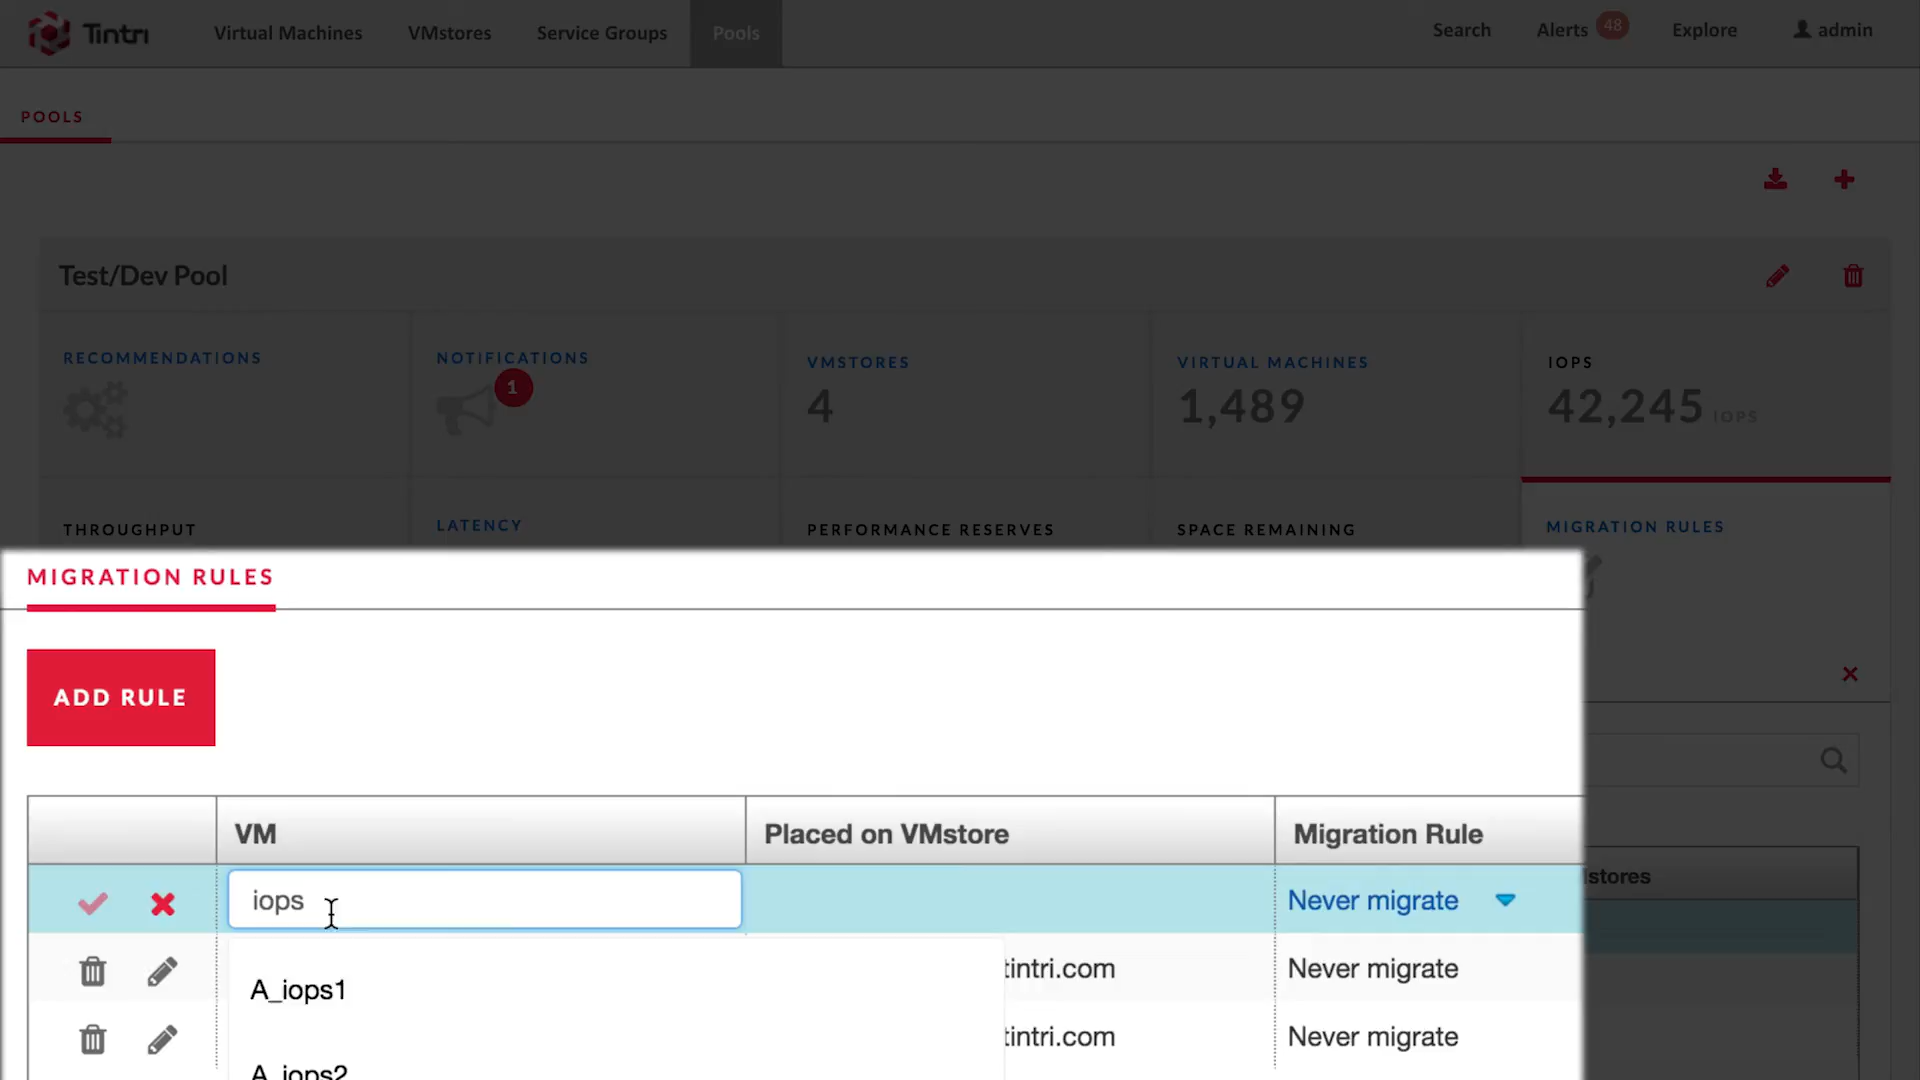 Tintri
Virtual Machines
VMstores
Service Groups
Pools
Search
Alerts 48
Explore
admin
POOLS
Test/Dev Pool
RECOMMENDATIONS
NOTIFICATIONS
1
VMSTORES
4
VIRTUAL MACHINES
1,489
IOPS
42,245 IOPS
THROUGHPUT
LATENCY
PERFORMANCE RESERVES
SPACE REMAINING
MIGRATION RULES
MIGRATION RULES
ADD RULE
VM
Placed on VMstore
Migration Rule
stores
iops
Never migrate
tintri.com
Never migrate
A_iops1
tintri.com
Never migrate
A_iops2